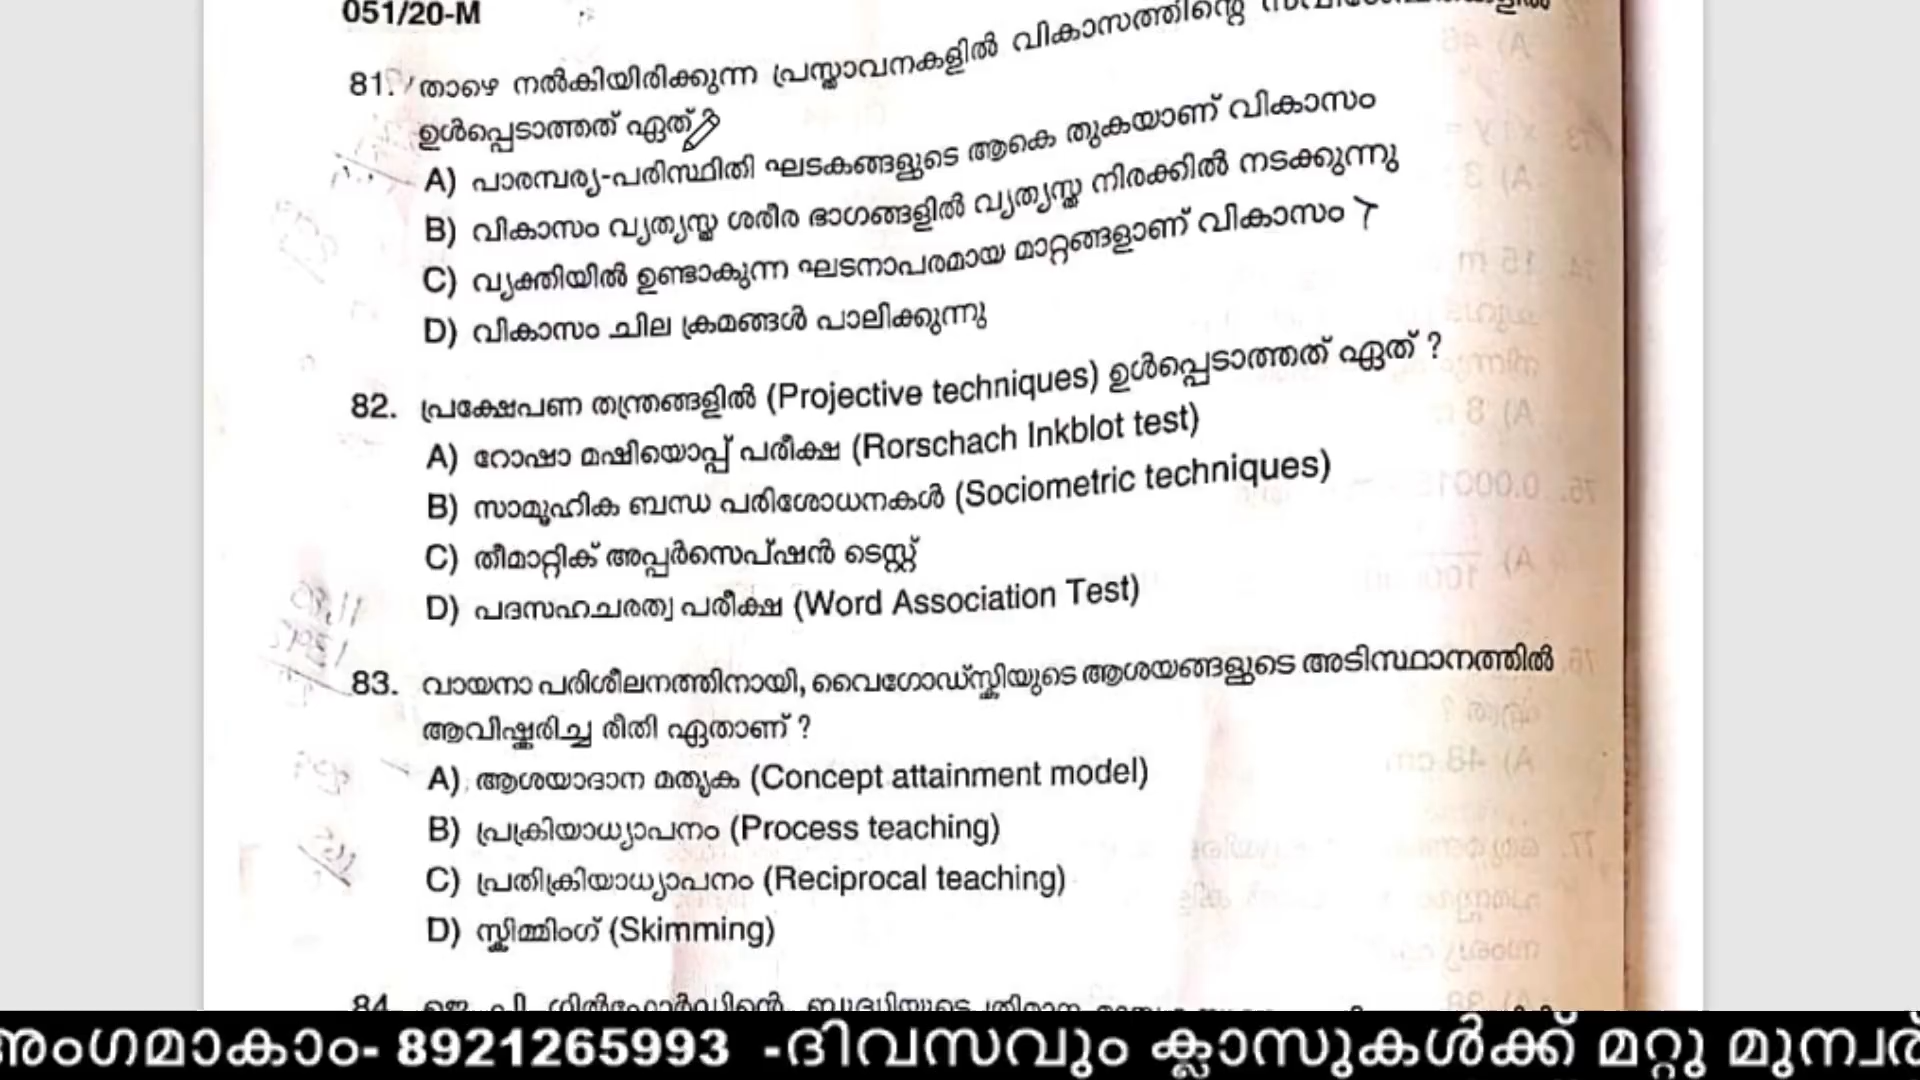 051/20-M
81. താഴെ നൽകിയിരിക്കുന്ന പ്രസ്താവനകളിൽ വികാസത്തിന്റെ
ഉൾപ്പെടാത്തത് ഏത്
A) പാരമ്പര്യ-പരിസ്ഥിതി ഘടകങ്ങളുടെ ആകെ തുകയാണ് വികാസം
B) വികാസം വ്യത്യസ്ത ശരീര ഭാഗങ്ങളിൽ വ്യത്യസ്ത നിരക്കിൽ നടക്കുന്നു
C) വ്യക്തിയിൽ ഉണ്ടാകുന്ന ഘടനാപരമായ മാറ്റങ്ങളാണ് വികാസം
D) വികാസം ചില ക്രമങ്ങൾ പാലിക്കുന്നു
82. പ്രക്ഷേപണ തന്ത്രങ്ങളിൽ (Projective techniques) ഉൾപ്പെടാത്തത് ഏത് ?
A) റോഷാ മഷിയൊപ്പ് പരീക്ഷ (Rorschach Inkblot test)
B) സാമൂഹിക ബന്ധ പരിശോധനകൾ (Sociometric techniques)
C) തീമാറ്റിക് അപ്പർസെപ്ഷൻ ടെസ്റ്റ്
D) പദസഹചരത്വ പരീക്ഷ (Word Association Test)
83. വായനാ പരിശീലനത്തിനായി, വൈഗോഡ്സ്കിയുടെ ആശയങ്ങളുടെ അടിസ്ഥാനത്തിൽ
ആവിഷ്കരിച്ച രീതി ഏതാണ് ?
A) ആശയാദാന മതൃക (Concept attainment model)
B) പ്രക്രിയാധ്യാപനം (Process teaching)
C) പ്രതിക്രിയാധ്യാപനം (Reciprocal teaching)
D) സ്കിമ്മിംഗ് (Skimming)
84. ജെ. പി. ഗിൽഫോർഡിന്റെ ബുദ്ധിയുടെ ത്രിമാന
അംഗമാകാം- 8921265993 -ദിവസവും ക്ലാസുകൾക്ക് മറ്റു